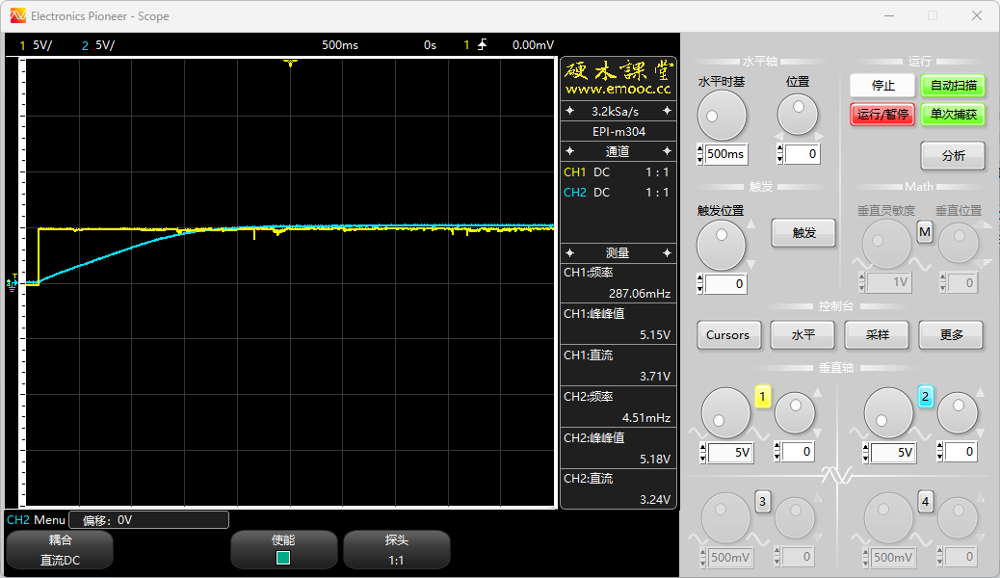 Electronics Pioneer - Scope
1 5V/ 2 5V/ 500ms 0s 1 0.00mV
硬木課堂
www.emooc.cc
3.2kSa/s
EPI-m304
通道
CH1 DC 1 : 1
CH2 DC 1 : 1
测量
CH1:频率
287.06mHz
CH1:峰峰值
5.15V
CH1:直流
3.71V
CH2:频率
4.51mHz
CH2:峰峰值
5.18V
CH2:直流
3.24V
T
CH2 Menu 偏移: 0V
耦合
直流DC
使能
探头
1:1
水平轴
水平时基 位置
500ms 0
运行
停止 自动扫描
运行/暂停 单次捕获
分析
触发
触发位置
触发
0
Math
垂直灵敏度 垂直位置
M
1V 0
控制台
Cursors 水平 采样 更多
垂直轴
1 2
5V 0 5V 0
3 4
500mV 0 500mV 0